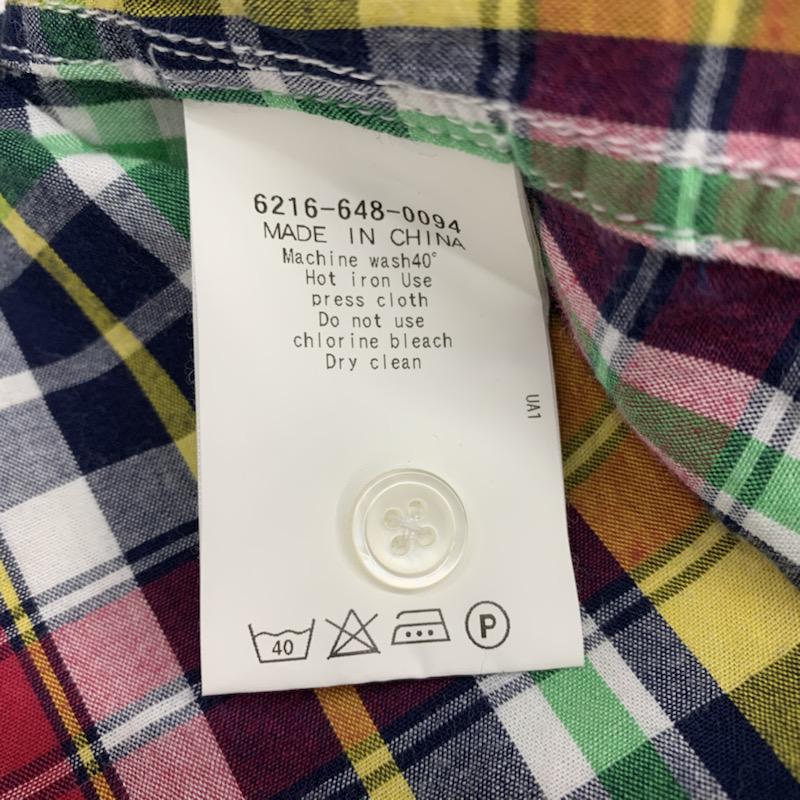 6216-648-0094
MADE IN CHINA
Machine wash40°
Hot iron Use
press cloth
Do not use
chlorine bleach
Dry clean
UA1
40
P